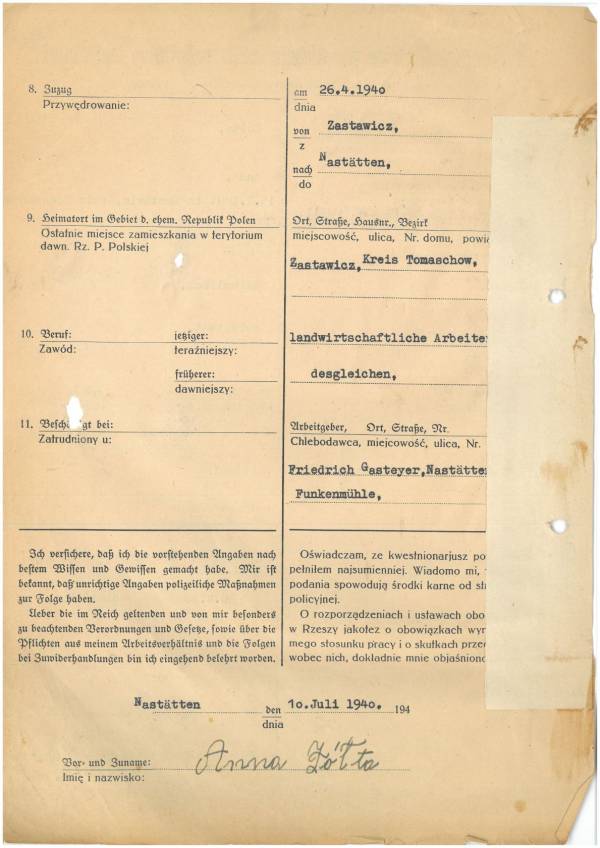 8. Zuzug
Przywędrowanie:
am 26.4.1940
dnia
von Zastawicz,
z
nach Nastätten,
do
9. Heimatort im Gebiet d. ehem. Republik Polen
Ostatnie miejsce zamieszkania w terytorium
dawn. Rz. P. Polskiej
Ort, Straße, Hausnr., Bezirk
miejscowość, ulica, Nr. domu, powia
Zastawicz, Kreis Tomaschow,
10. Beruf: jetziger:
Zawód: teraźniejszy:
landwirtschaftliche Arbeiter
früherer:
dawniejszy:
desgleichen,
11. Besch gt bei:
Zatrudniony u:
Arbeitgeber, Ort, Straße, Nr.
Chlebodawca, miejcowość, ulica, Nr.
Friedrich Gasteyer, Nastätten
Funkenmühle,
Ich versichere, daß ich die vorstehenden Angaben nach
bestem Wissen und Gewissen gemacht habe. Mir ist
bekannt, daß unrichtige Angaben polizeiliche Maßnahmen
zur Folge haben.
Ueber die im Reich geltenden und von mir besonders
zu beachtenden Verordnungen und Gesetze, sowie über die
Pflichten aus meinem Arbeitsverhältnis und die Folgen
bei Zuwiderhandlungen bin ich eingehend belehrt worden.
Oświadczam, ze kwestnionarjusz po
pełniłem najsumienniej. Wiadomo mi,
podania spowodują środki karne od st
policyjnej.
O rozporządzeniach i ustawach obo
w Rzeszy jakoteż o obowiązkach wyn
mego stosunku pracy i o skutkach prze
wobec nich, dokładnie mnie objaśniono
Nastätten den 10. Juli 1940. 194
dnia
Vor- und Zuname: Anna Żółta
Imię i nazwisko: